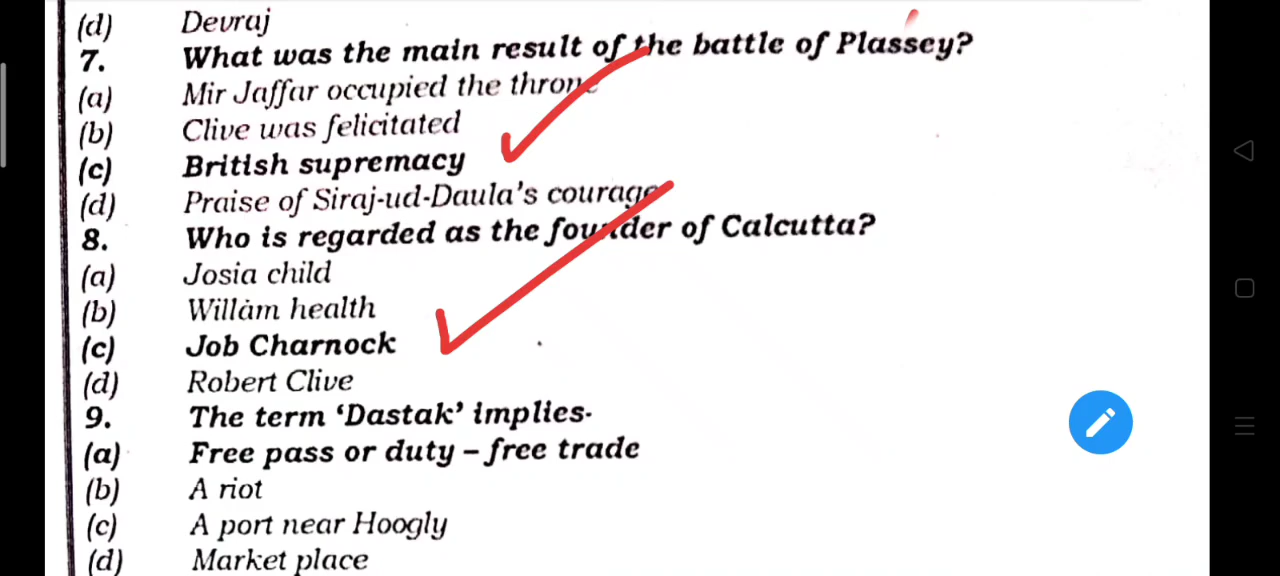 (d) Devraj
7. What was the main result of the battle of Plassey?
(a) Mir Jaffar occupied the throne
(b) Clive was felicitated
(c) British supremacy
(d) Praise of Siraj-ud-Daula's courage
8. Who is regarded as the founder of Calcutta?
(a) Josia child
(b) Willam health
(c) Job Charnock
(d) Robert Clive
9. The term 'Dastak' implies-
(a) Free pass or duty – free trade
(b) A riot
(c) A port near Hoogly
(d) Market place